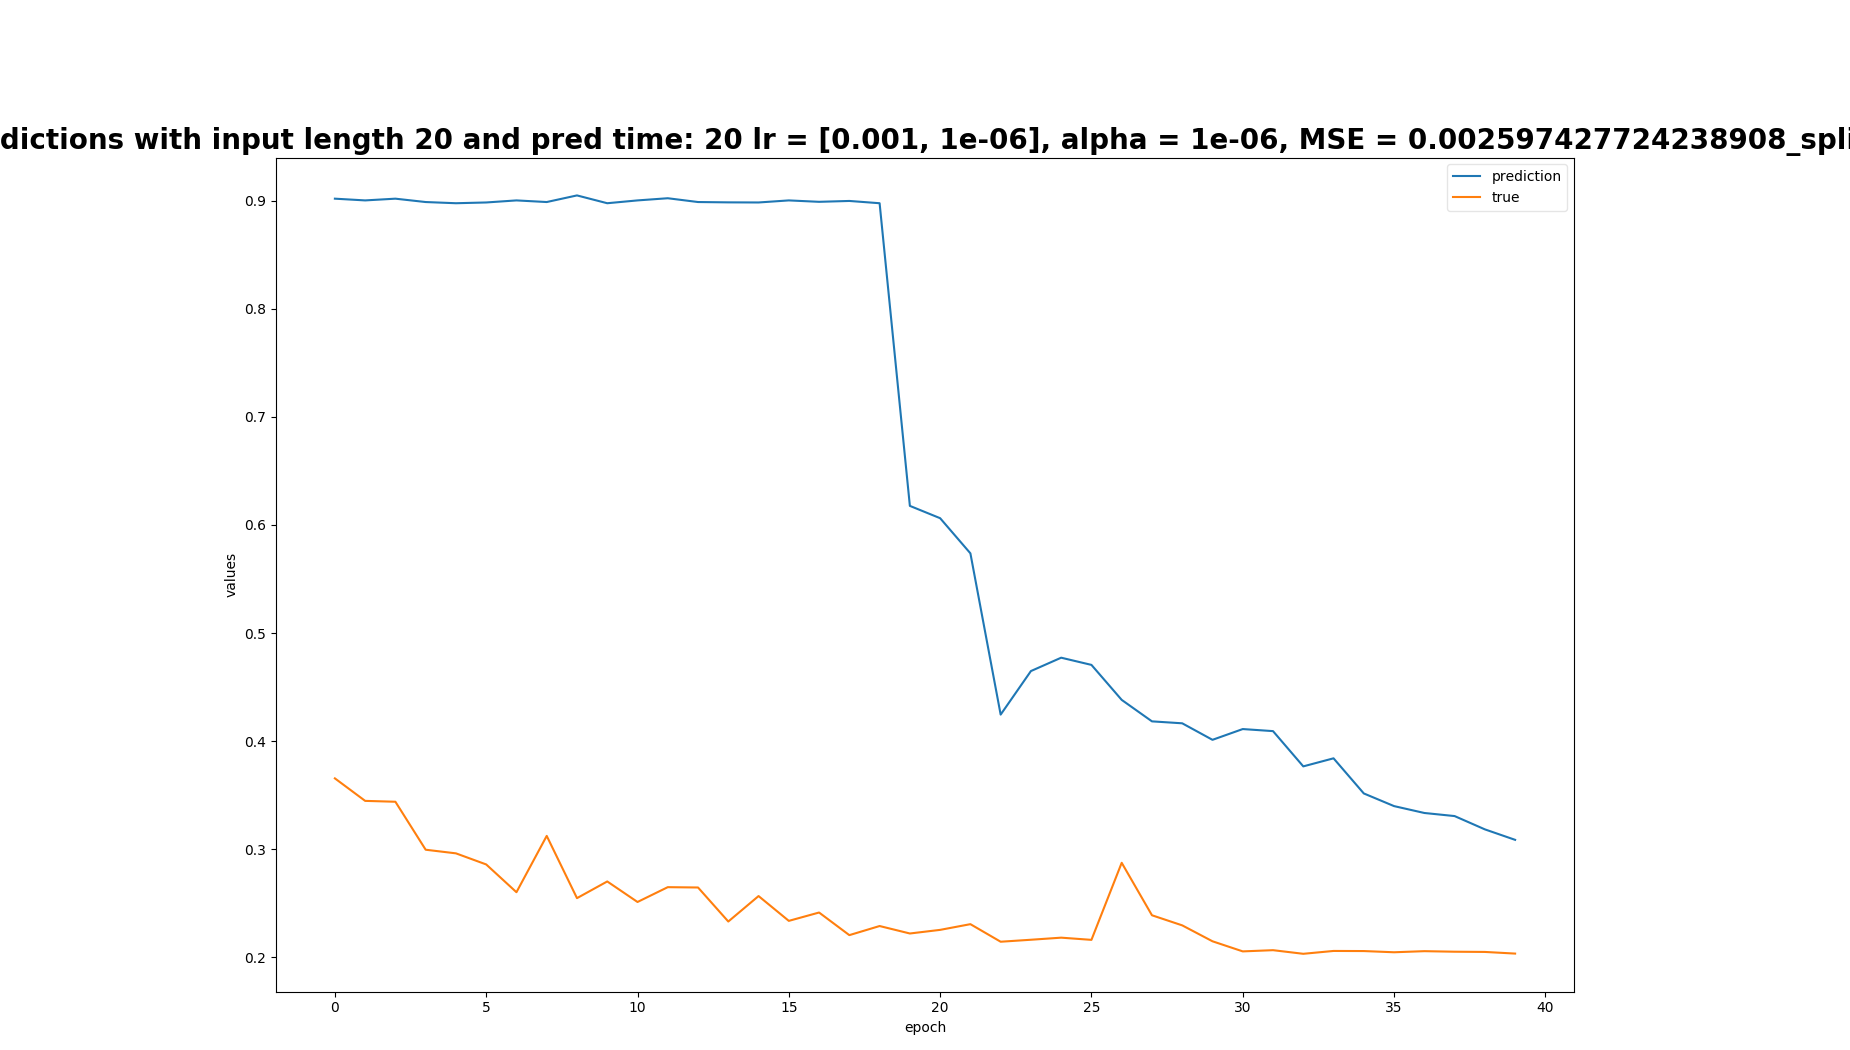 dictions with input length 20 and pred time: 20 lr = [0.001, 1e-06], alpha = 1e-06, MSE = 0.002597427724238908_spli
prediction
true
0.9
0.8
0.7
0.6
0.5
0.4
0.3
0.2
values
0 5 10 15 20 25 30 35 40
epoch